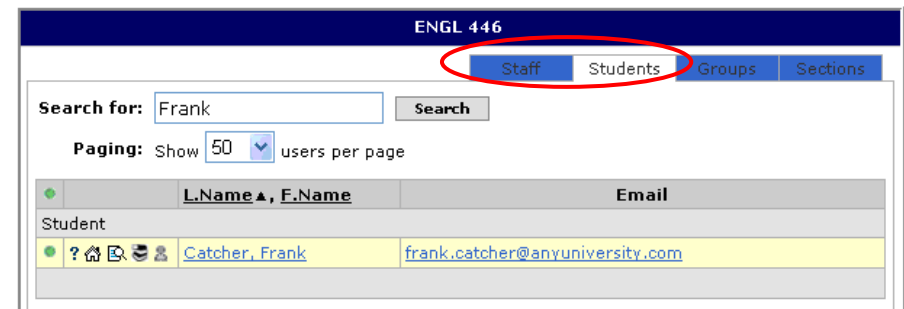 ENGL 446
Staff Students Groups Sections
Search for: Frank Search
Paging: Show 50 users per page
L.Name▲, F.Name Email
Student
? Catcher, Frank frank.catcher@anyuniversity.com